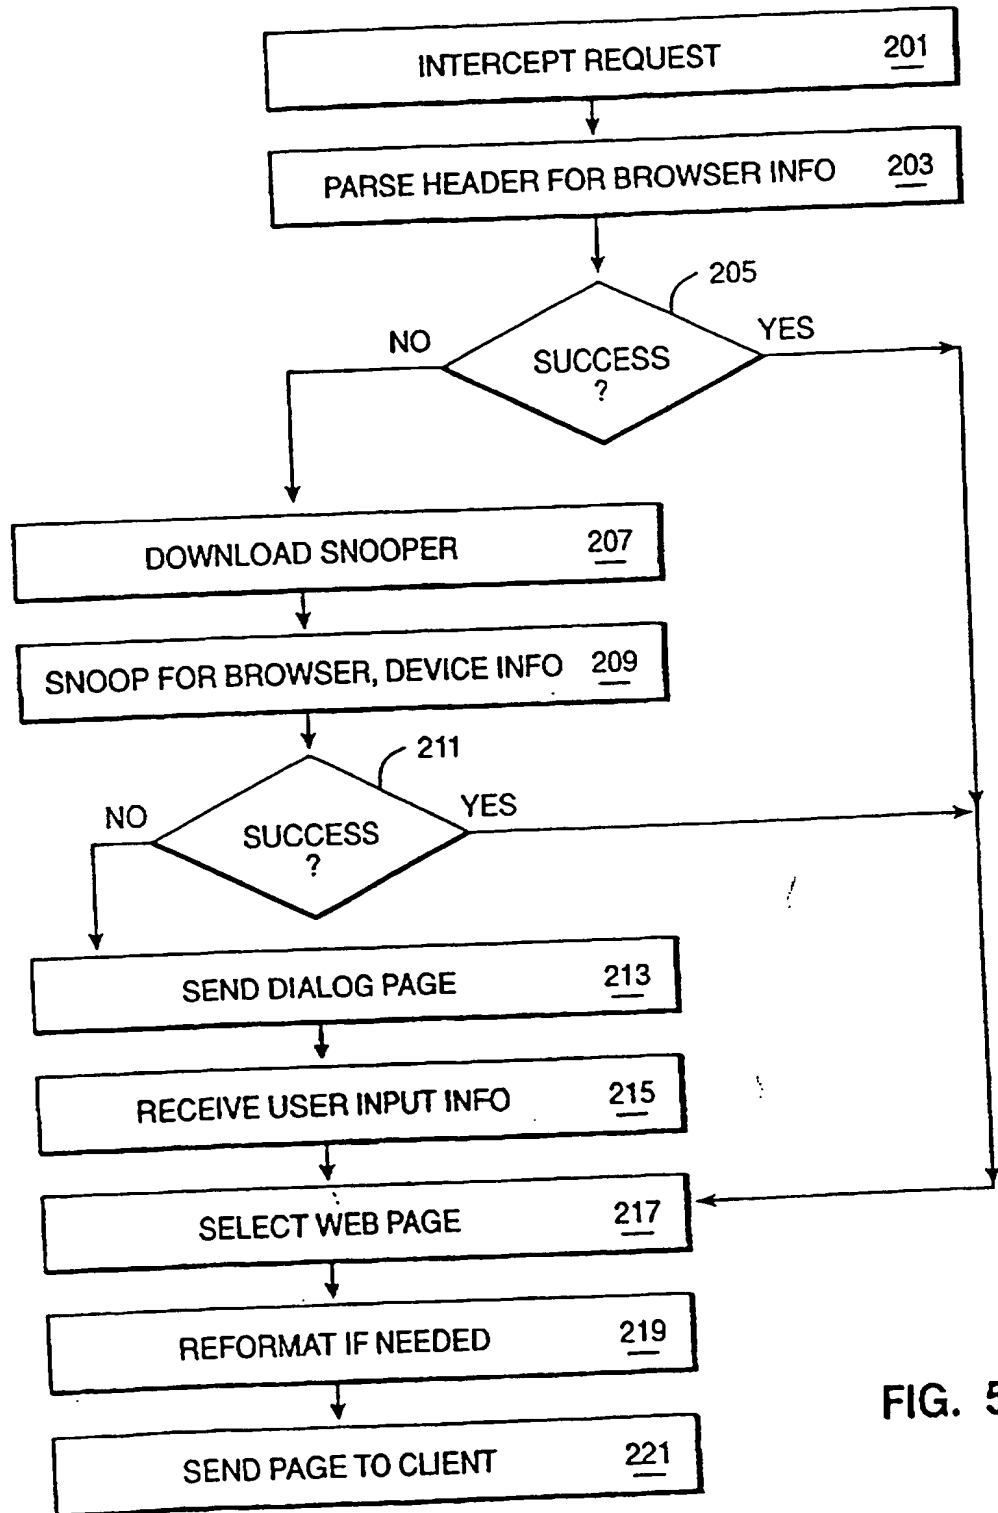 INTERCEPT REQUEST 201
PARSE HEADER FOR BROWSER INFO 203
205
NO
YES
SUCCESS
?
DOWNLOAD SNOOPER 207
SNOOP FOR BROWSER, DEVICE INFO 209
211
NO
YES
SUCCESS
?
SEND DIALOG PAGE 213
RECEIVE USER INPUT INFO 215
SELECT WEB PAGE 217
REFORMAT IF NEEDED 219
FIG. 5
SEND PAGE TO CLIENT 221